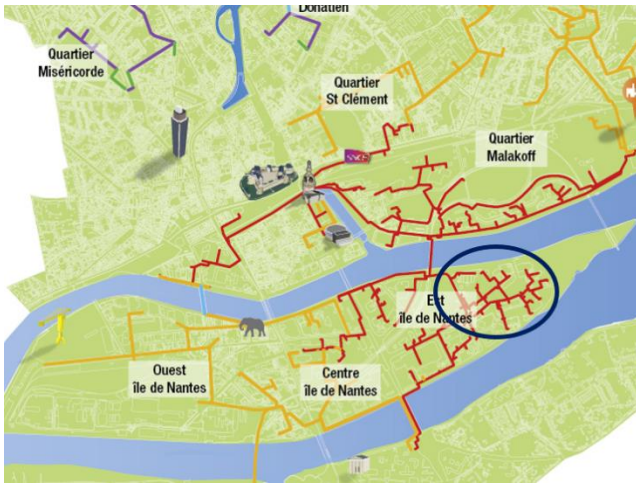 Donatien
Quartier
Miséricorde
Quartier
St Clément
Quartier
Malakoff
Est
île de Nantes
Ouest
île de Nantes
Centre
île de Nantes